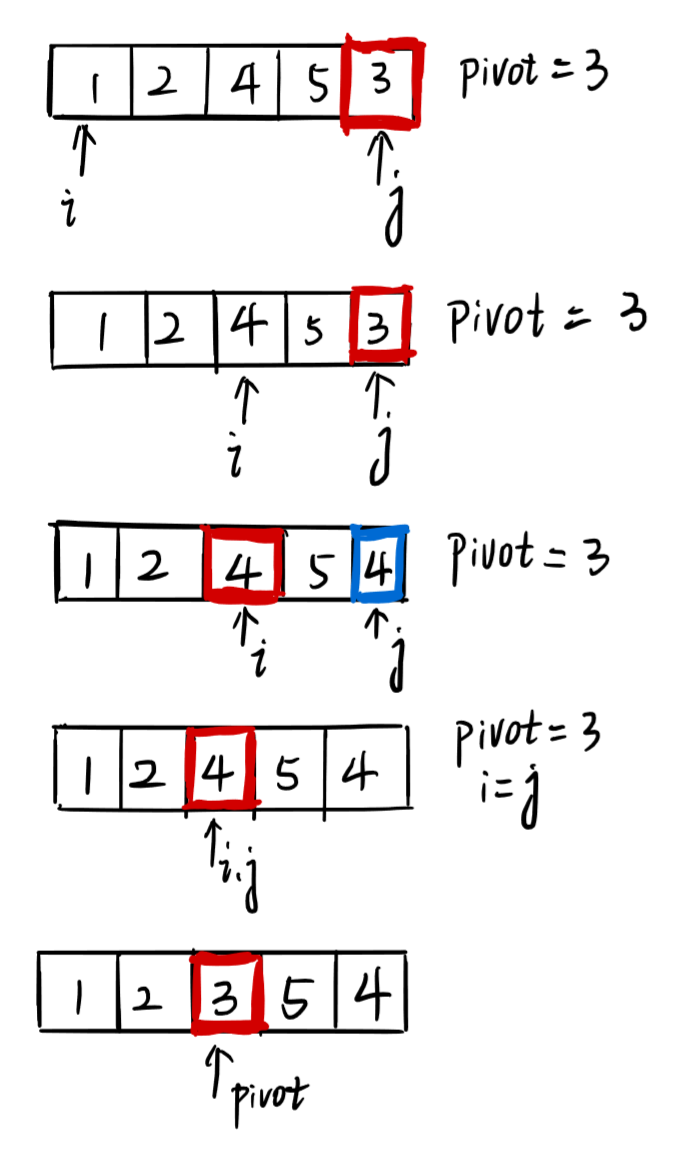 1 2 4 5 3 pivot = 3
i j
1 2 4 5 3 pivot = 3
i j
1 2 4 5 4 pivot = 3
i j
1 2 4 5 4 pivot = 3
i = j
i.j
1 2 3 5 4
pivot